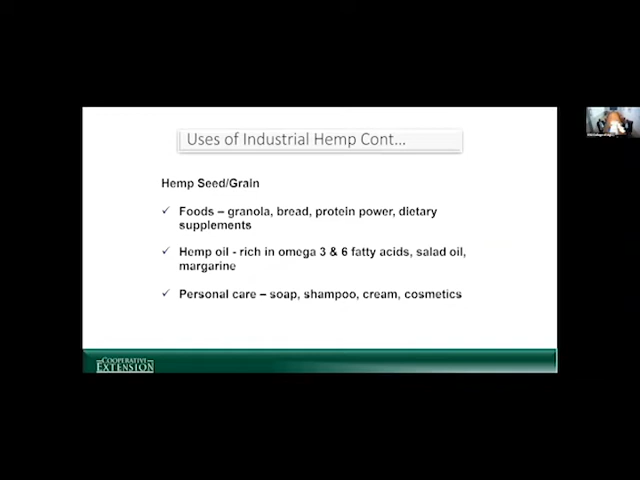 Uses of Industrial Hemp Cont...
Hemp Seed/Grain
✓ Foods – granola, bread, protein power, dietary
supplements
✓ Hemp oil - rich in omega 3 & 6 fatty acids, salad oil,
margarine
✓ Personal care – soap, shampoo, cream, cosmetics
COOPERATIVE
EXTENSION